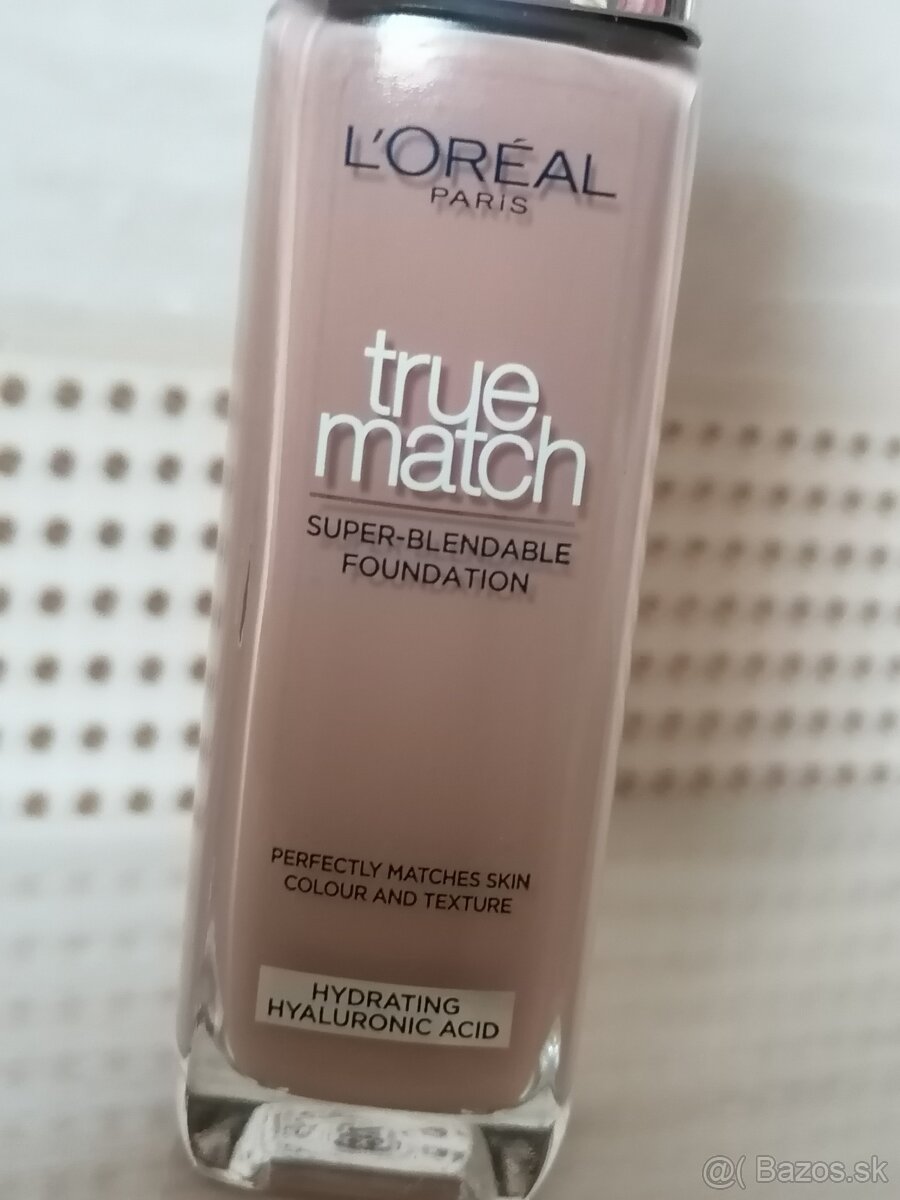 L'ORÉAL
PARIS
true
match
SUPER-BLENDABLE
FOUNDATION
PERFECTLY MATCHES SKIN
COLOUR AND TEXTURE
HYDRATING
HYALURONIC ACID
@( Bazos.sk